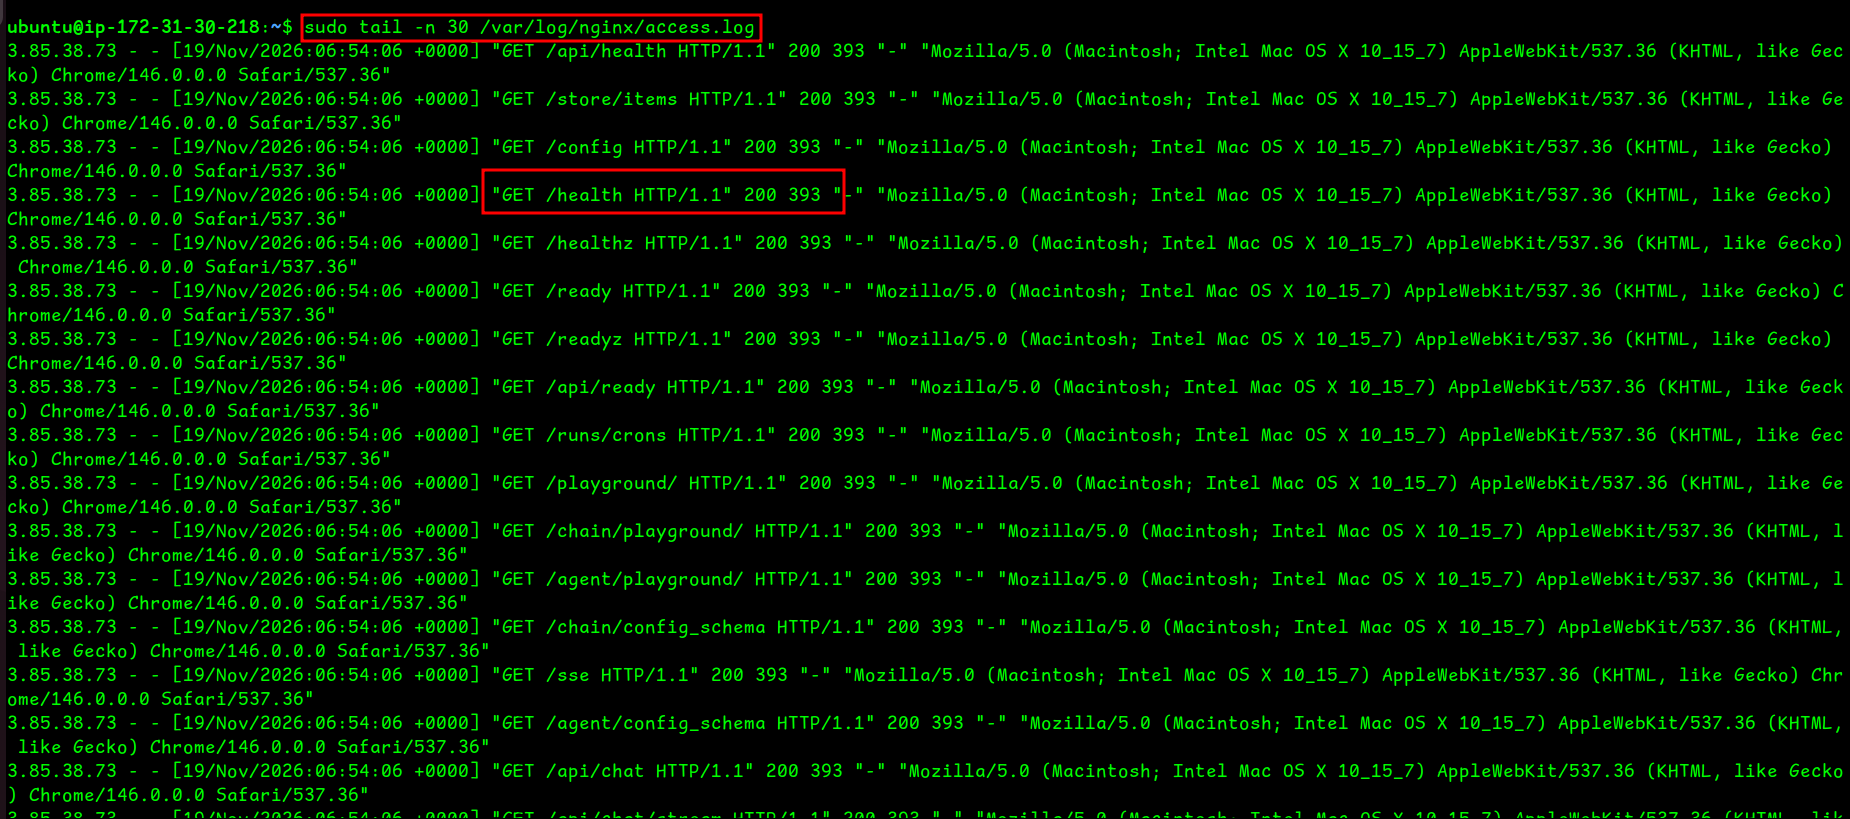 ubuntu@ip-172-31-30-218:~$ sudo tail -n 30 /var/log/nginx/access.log
3.85.38.73 - - [19/Nov/2026:06:54:06 +0000] "GET /api/health HTTP/1.1" 200 393 "-" "Mozilla/5.0 (Macintosh; Intel Mac OS X 10_15_7) AppleWebKit/537.36 (KHTML, like Gec
ko) Chrome/146.0.0.0 Safari/537.36"
3.85.38.73 - - [19/Nov/2026:06:54:06 +0000] "GET /store/items HTTP/1.1" 200 393 "-" "Mozilla/5.0 (Macintosh; Intel Mac OS X 10_15_7) AppleWebKit/537.36 (KHTML, like Ge
cko) Chrome/146.0.0.0 Safari/537.36"
3.85.38.73 - - [19/Nov/2026:06:54:06 +0000] "GET /config HTTP/1.1" 200 393 "-" "Mozilla/5.0 (Macintosh; Intel Mac OS X 10_15_7) AppleWebKit/537.36 (KHTML, like Gecko)
Chrome/146.0.0.0 Safari/537.36"
3.85.38.73 - - [19/Nov/2026:06:54:06 +0000] "GET /health HTTP/1.1" 200 393 "-" "Mozilla/5.0 (Macintosh; Intel Mac OS X 10_15_7) AppleWebKit/537.36 (KHTML, like Gecko)
Chrome/146.0.0.0 Safari/537.36"
3.85.38.73 - - [19/Nov/2026:06:54:06 +0000] "GET /healthz HTTP/1.1" 200 393 "-" "Mozilla/5.0 (Macintosh; Intel Mac OS X 10_15_7) AppleWebKit/537.36 (KHTML, like Gecko)
 Chrome/146.0.0.0 Safari/537.36"
3.85.38.73 - - [19/Nov/2026:06:54:06 +0000] "GET /ready HTTP/1.1" 200 393 "-" "Mozilla/5.0 (Macintosh; Intel Mac OS X 10_15_7) AppleWebKit/537.36 (KHTML, like Gecko) C
hrome/146.0.0.0 Safari/537.36"
3.85.38.73 - - [19/Nov/2026:06:54:06 +0000] "GET /readyz HTTP/1.1" 200 393 "-" "Mozilla/5.0 (Macintosh; Intel Mac OS X 10_15_7) AppleWebKit/537.36 (KHTML, like Gecko)
Chrome/146.0.0.0 Safari/537.36"
3.85.38.73 - - [19/Nov/2026:06:54:06 +0000] "GET /api/ready HTTP/1.1" 200 393 "-" "Mozilla/5.0 (Macintosh; Intel Mac OS X 10_15_7) AppleWebKit/537.36 (KHTML, like Geck
o) Chrome/146.0.0.0 Safari/537.36"
3.85.38.73 - - [19/Nov/2026:06:54:06 +0000] "GET /runs/crons HTTP/1.1" 200 393 "-" "Mozilla/5.0 (Macintosh; Intel Mac OS X 10_15_7) AppleWebKit/537.36 (KHTML, like Gec
ko) Chrome/146.0.0.0 Safari/537.36"
3.85.38.73 - - [19/Nov/2026:06:54:06 +0000] "GET /playground/ HTTP/1.1" 200 393 "-" "Mozilla/5.0 (Macintosh; Intel Mac OS X 10_15_7) AppleWebKit/537.36 (KHTML, like Ge
cko) Chrome/146.0.0.0 Safari/537.36"
3.85.38.73 - - [19/Nov/2026:06:54:06 +0000] "GET /chain/playground/ HTTP/1.1" 200 393 "-" "Mozilla/5.0 (Macintosh; Intel Mac OS X 10_15_7) AppleWebKit/537.36 (KHTML, l
ike Gecko) Chrome/146.0.0.0 Safari/537.36"
3.85.38.73 - - [19/Nov/2026:06:54:06 +0000] "GET /agent/playground/ HTTP/1.1" 200 393 "-" "Mozilla/5.0 (Macintosh; Intel Mac OS X 10_15_7) AppleWebKit/537.36 (KHTML, l
ike Gecko) Chrome/146.0.0.0 Safari/537.36"
3.85.38.73 - - [19/Nov/2026:06:54:06 +0000] "GET /chain/config_schema HTTP/1.1" 200 393 "-" "Mozilla/5.0 (Macintosh; Intel Mac OS X 10_15_7) AppleWebKit/537.36 (KHTML,
 like Gecko) Chrome/146.0.0.0 Safari/537.36"
3.85.38.73 - - [19/Nov/2026:06:54:06 +0000] "GET /sse HTTP/1.1" 200 393 "-" "Mozilla/5.0 (Macintosh; Intel Mac OS X 10_15_7) AppleWebKit/537.36 (KHTML, like Gecko) Chr
ome/146.0.0.0 Safari/537.36"
3.85.38.73 - - [19/Nov/2026:06:54:06 +0000] "GET /agent/config_schema HTTP/1.1" 200 393 "-" "Mozilla/5.0 (Macintosh; Intel Mac OS X 10_15_7) AppleWebKit/537.36 (KHTML,
 like Gecko) Chrome/146.0.0.0 Safari/537.36"
3.85.38.73 - - [19/Nov/2026:06:54:06 +0000] "GET /api/chat HTTP/1.1" 200 393 "-" "Mozilla/5.0 (Macintosh; Intel Mac OS X 10_15_7) AppleWebKit/537.36 (KHTML, like Gecko
) Chrome/146.0.0.0 Safari/537.36"
3.85.38.73 - - [19/Nov/2026:06:54:06 +0000] "GET /api/chat/stream HTTP/1.1" 200 393 "-" "Mozilla/5.0 (Macintosh; Intel Mac OS X 10_15_7) AppleWebKit/537.36 (KHTML, lik